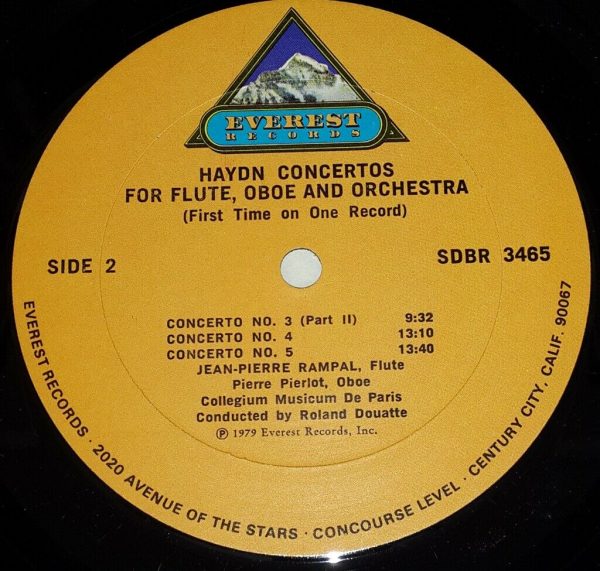 EVEREST
RECORDS
HAYDN CONCERTOS
FOR FLUTE, OBOE AND ORCHESTRA
(First Time on One Record)
SIDE 2
SDBR 3465
CONCERTO NO. 3 (Part II) 9:32
CONCERTO NO. 4 13:10
CONCERTO NO. 5 13:40
JEAN-PIERRE RAMPAL, Flute
Pierre Pierlot, Oboe
Collegium Musicum De Paris
Conducted by Roland Douatte
Ⓟ 1979 Everest Records, Inc.
EVEREST RECORDS · 2020 AVENUE OF THE STARS · CONCOURSE LEVEL · CENTURY CITY, CALIF. 90067